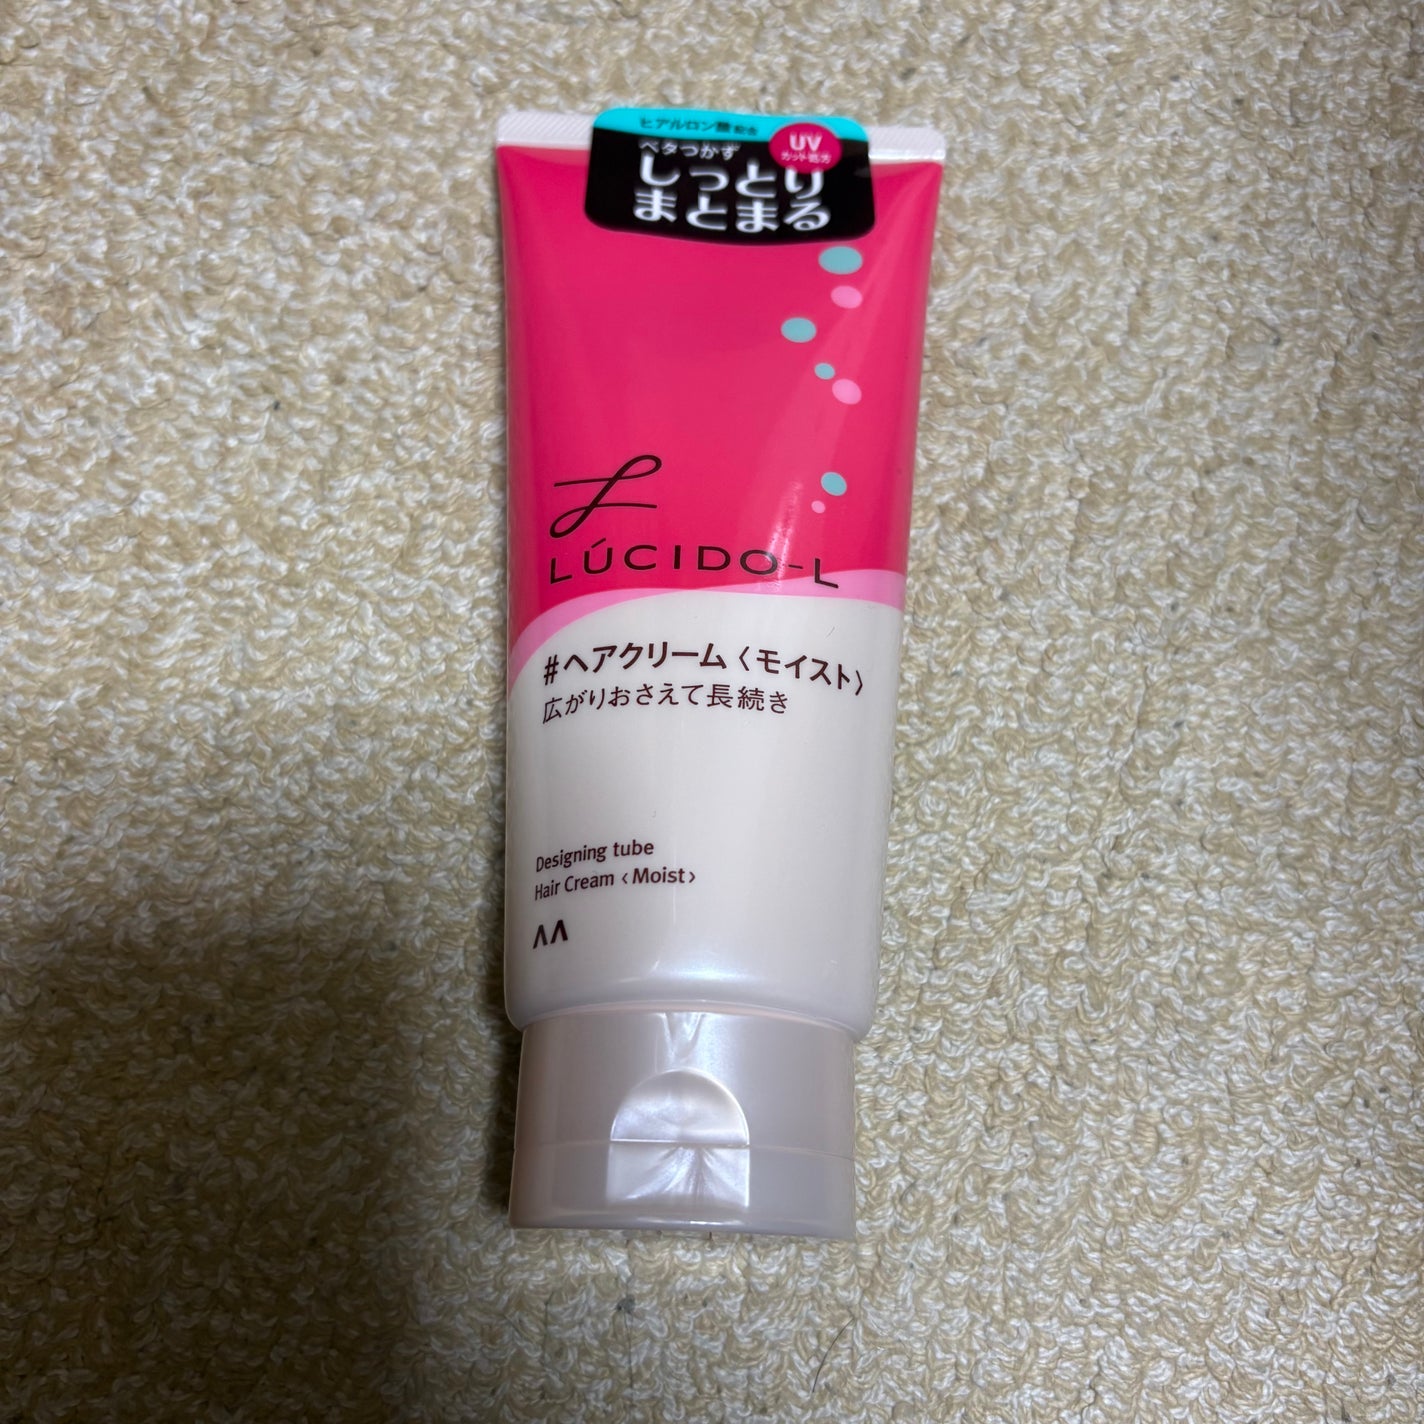 ヒアルロン酸配合
UV
カット処方
ベタつかず
しっとり
まとまる
LÚCIDO-L
#ヘアクリーム〈モイスト〉
広がりおさえて長続き
Designing tube
Hair Cream ‹Moist›